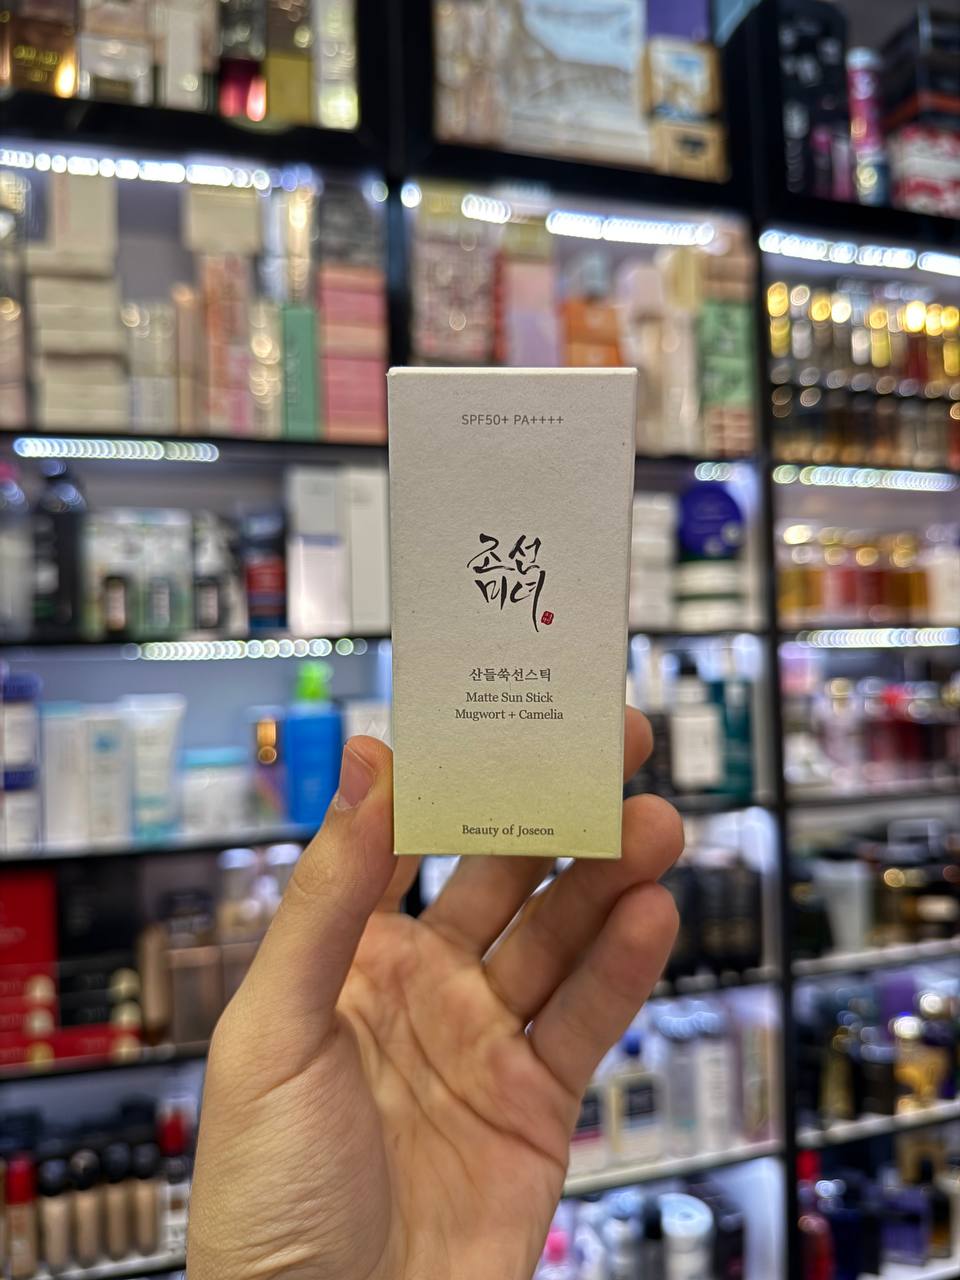 SPF50+ PA++++
조선
미녀
산들쑥선스틱
Matte Sun Stick
Mugwort + Camelia
Beauty of Joseon